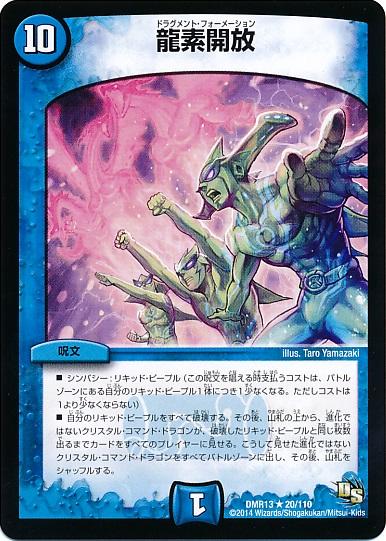 10
ドラグメント・フォーメーション
龍素開放
illus. Taro Yamazaki
呪文
■ シンパシー：リキッド・ピープル（この呪文を唱える時支払うコストは、バトル
ゾーンにある自分のリキッド・ピープル1体につき1少なくなる。ただしコストは
1より少なくならない）
■ 自分のリキッド・ピープルをすべて破壊する。その後、山札の上から、進化で
はないクリスタル・コマンド・ドラゴンが、破壊したリキッド・ピープルと同じ枚数
出るまでカードをすべてのプレイヤーに見せる。こうして見せた進化ではない
クリスタル・コマンド・ドラゴンをすべてバトルゾーンに出し、その後、山札を
シャッフルする。
1
DMR13★20/110
©2014 Wizards/Shogakukan/Mitsui-Kids
DS